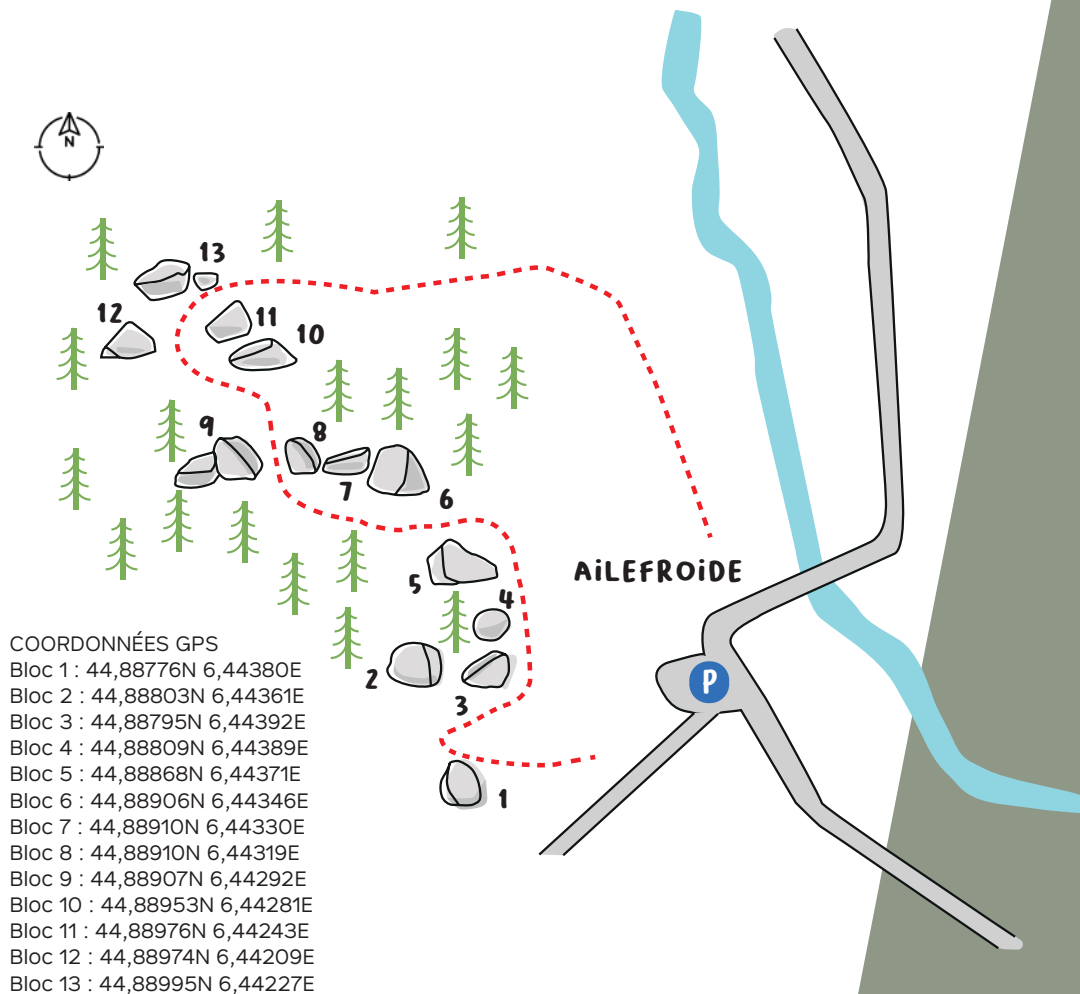 N
13
12
11
10
9
8
7
6
5
AiLEFROiDE
4
2
P
3
1
COORDONNÉES GPS
Bloc 1 : 44,88776N 6,44380E
Bloc 2 : 44,88803N 6,44361E
Bloc 3 : 44,88795N 6,44392E
Bloc 4 : 44,88809N 6,44389E
Bloc 5 : 44,88868N 6,44371E
Bloc 6 : 44,88906N 6,44346E
Bloc 7 : 44,88910N 6,44330E
Bloc 8 : 44,88910N 6,44319E
Bloc 9 : 44,88907N 6,44292E
Bloc 10 : 44,88953N 6,44281E
Bloc 11 : 44,88976N 6,44243E
Bloc 12 : 44,88974N 6,44209E
Bloc 13 : 44,88995N 6,44227E